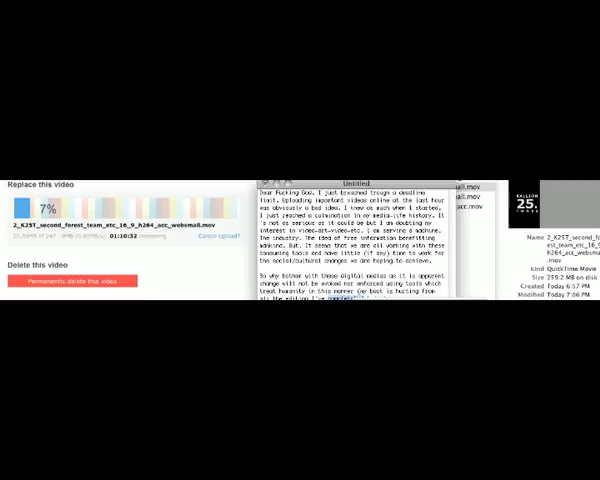 Replace this video
7%
2_K25T_second_forest_team_etc_16_9_h264_acc_websmall.mov
01:10:32 remaining
Cancel upload?
Delete this video
Permanently delete this video
Untitled
Dear Fucking God. I just breached trough a deadline
limit. Uploading important videos online at the last hour
was obviously a bad idea. I knew as much when I started.
I just reached a culmination in my media-life history. It
is not as serious as it could be but I am doubting my
interest in video-art-video-etc. I am serving a machine.
The industry. The idea of free information benefitting
mankind. But. It seems that we are all working with these
consuming tools and have little (if any) time to work for
the social/cultural changes we are hoping to achieve.
So why bother with these digital medias as it is apparent
change will not be evoked nor enforced using tools which
treat humanity in this manner (my back is hurting from
all the editing I've
all.mov
mall.mov
acc.mov
KALLIO!
25.
Name 2_K25T_second_for
est_team_etc_16_9_
h264_acc_websmall
.mov
Kind QuickTime Movie
Size 259.2 MB on disk
Created Today 6:57 PM
Modified Today 7:06 PM